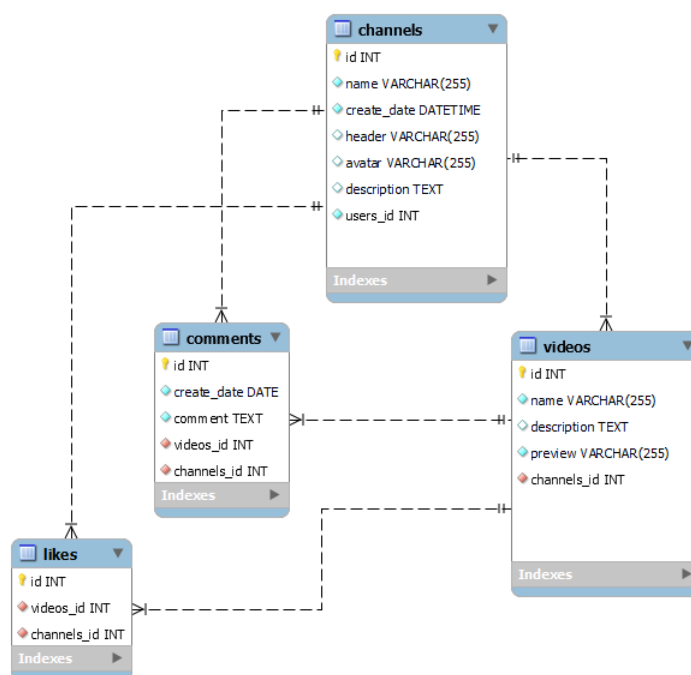 channels
id INT
name VARCHAR(255)
create_date DATETIME
header VARCHAR(255)
avatar VARCHAR(255)
description TEXT
users_id INT
Indexes
comments
id INT
create_date DATE
comment TEXT
videos_id INT
channels_id INT
Indexes
videos
id INT
name VARCHAR(255)
description TEXT
preview VARCHAR(255)
channels_id INT
Indexes
likes
id INT
videos_id INT
channels_id INT
Indexes